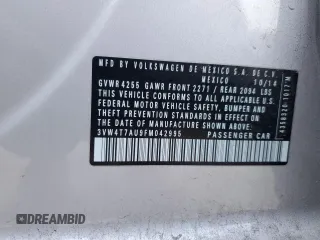 MFD BY VOLKSWAGEN DE MEXICO S.A. DE C.V.
MEXICO 10/14
GVWR 4255 GAWR FRONT 2271 / REAR 2094 LBS
THIS VEHICLE CONFORMS TO ALL APPLICABLE
FEDERAL MOTOR VEHICLE SAFETY, BUMPER AND
THEFT PREVENTION STANDARDS IN EFFECT ON
THE DATE OF MANUFACTURE SHOWN ABOVE.
3VW4T7AU9FM042995 PASSENGER CAR
DREAMBID